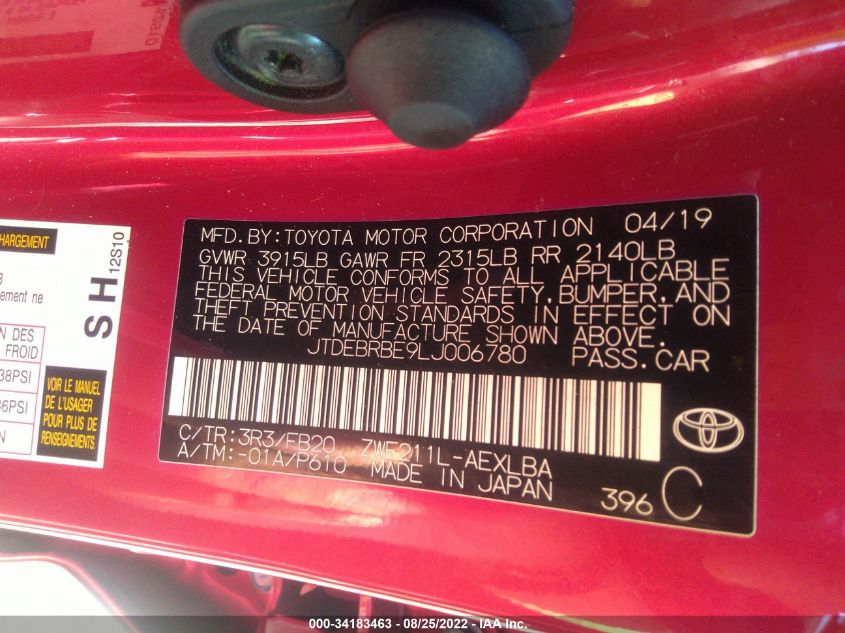 MFD. BY: TOYOTA MOTOR CORPORATION 04/19
GVWR 3915LB GAWR FR 2315LB RR 2140LB
THIS VEHICLE CONFORMS TO ALL APPLICABLE
FEDERAL MOTOR VEHICLE SAFETY, BUMPER, AND
THEFT PREVENTION STANDARDS IN EFFECT ON
THE DATE OF MANUFACTURE SHOWN ABOVE.
JTDEBRBE9LJ006780 PASS. CAR
C/TR: 3R3/FB20 ZWE211L-AEXLBA
A/TM: -01A/P610 MADE IN JAPAN
396 C
HARGEMENT
ement ne
N DES
FROID
38PSI
36PSI
N
SH
12S10
VOIR LE MANUEL
DE L'USAGER
POUR PLUS DE
RENSEIGNEMENTS.
000-34183463 - 08/25/2022 - IAA Inc.